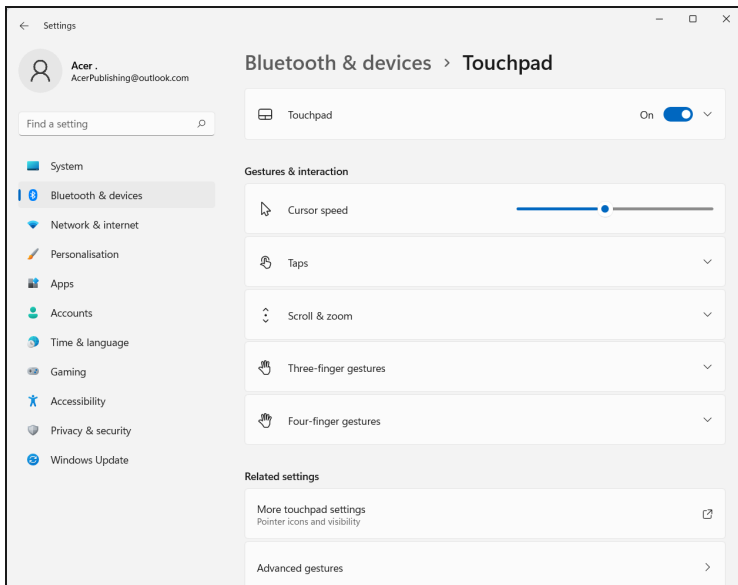 Settings
Acer .
AcerPublishing@outlook.com
Find a setting
System
Bluetooth & devices
Network & internet
Personalisation
Apps
Accounts
Time & language
Gaming
Accessibility
Privacy & security
Windows Update
Bluetooth & devices > Touchpad
Touchpad
On
Gestures & interaction
Cursor speed
Taps
Scroll & zoom
Three-finger gestures
Four-finger gestures
Related settings
More touchpad settings
Pointer icons and visibility
Advanced gestures